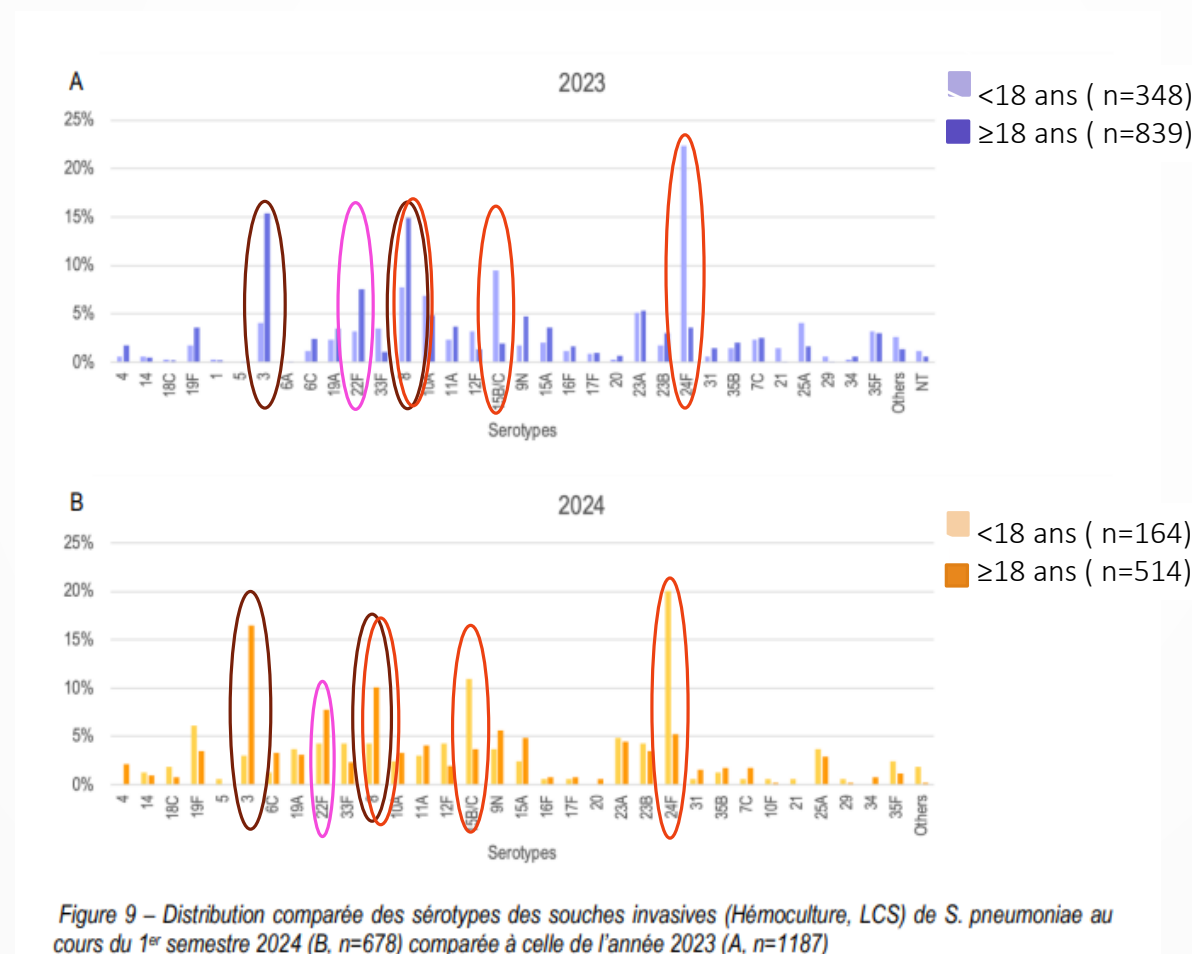 A
2023
<18 ans ( n=348)
≥18 ans ( n=839)
25%
20%
15%
10%
5%
0%
4 14 18C 19F 1 5 3 6A 6C 19A 22F 33F 8 10A 11A 12F 15B/C 9N 15A 16F 17F 20 23A 23B 24F 31 35B 7C 21 25A 29 34 35F Others NT
Serotypes
B
2024
<18 ans ( n=164)
≥18 ans ( n=514)
25%
20%
15%
10%
5%
0%
4 14 18C 19F 5 3 6C 19A 22F 33F 8 10A 11A 12F 15B/C 9N 15A 16F 17F 20 23A 23B 24F 31 35B 7C 10F 21 25A 29 34 35F Others
Serotypes
Figure 9 – Distribution comparée des sérotypes des souches invasives (Hémoculture, LCS) de S. pneumoniae au
cours du 1er semestre 2024 (B, n=678) comparée à celle de l'année 2023 (A, n=1187)